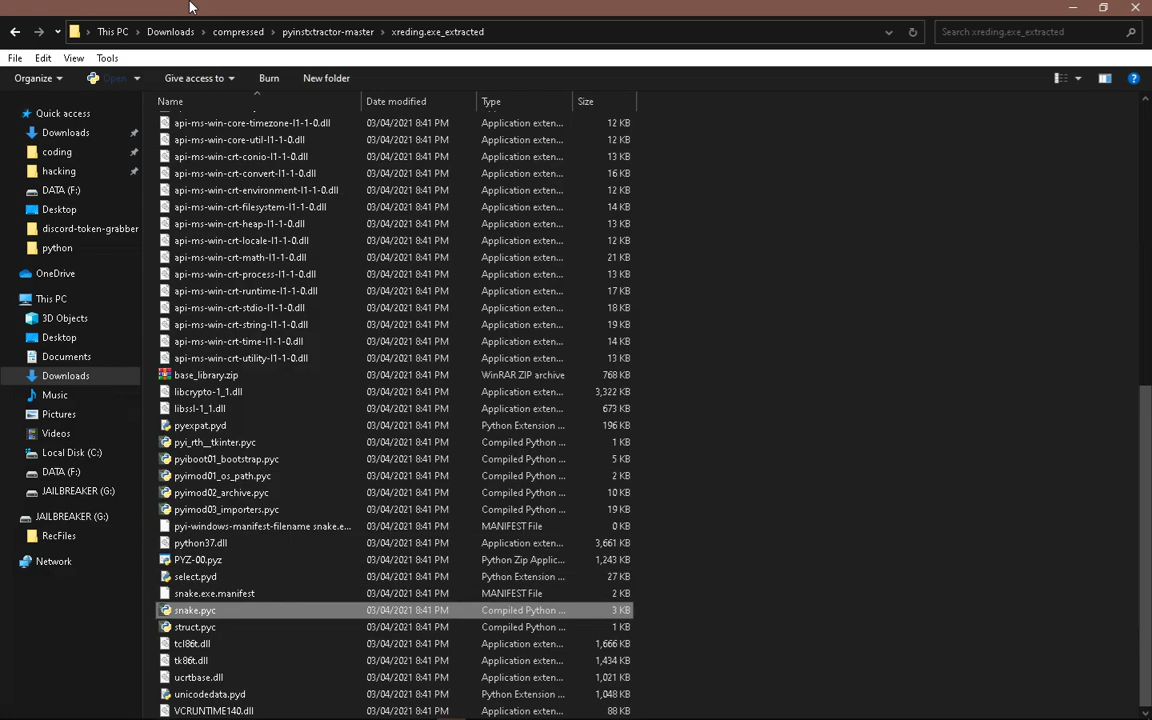 This PC > Downloads > compressed > pyinstxtractor-master > xreding.exe_extracted
Search xreding.exe_extracted
File Edit View Tools
Organize Open Give access to Burn New folder
Name Date modified Type Size
Quick access
Downloads
coding
hacking
DATA (F:)
Desktop
discord-token-grabber
python
OneDrive
This PC
3D Objects
Desktop
Documents
Downloads
Music
Pictures
Videos
Local Disk (C:)
DATA (F:)
JAILBREAKER (G:)
JAILBREAKER (G:)
RecFiles
Network
api-ms-win-core-timezone-l1-1-0.dll 03/04/2021 8:41 PM Application exten... 12 KB
api-ms-win-core-util-l1-1-0.dll 03/04/2021 8:41 PM Application exten... 12 KB
api-ms-win-crt-conio-l1-1-0.dll 03/04/2021 8:41 PM Application exten... 13 KB
api-ms-win-crt-convert-l1-1-0.dll 03/04/2021 8:41 PM Application exten... 16 KB
api-ms-win-crt-environment-l1-1-0.dll 03/04/2021 8:41 PM Application exten... 12 KB
api-ms-win-crt-filesystem-l1-1-0.dll 03/04/2021 8:41 PM Application exten... 14 KB
api-ms-win-crt-heap-l1-1-0.dll 03/04/2021 8:41 PM Application exten... 13 KB
api-ms-win-crt-locale-l1-1-0.dll 03/04/2021 8:41 PM Application exten... 12 KB
api-ms-win-crt-math-l1-1-0.dll 03/04/2021 8:41 PM Application exten... 21 KB
api-ms-win-crt-process-l1-1-0.dll 03/04/2021 8:41 PM Application exten... 13 KB
api-ms-win-crt-runtime-l1-1-0.dll 03/04/2021 8:41 PM Application exten... 17 KB
api-ms-win-crt-stdio-l1-1-0.dll 03/04/2021 8:41 PM Application exten... 18 KB
api-ms-win-crt-string-l1-1-0.dll 03/04/2021 8:41 PM Application exten... 19 KB
api-ms-win-crt-time-l1-1-0.dll 03/04/2021 8:41 PM Application exten... 14 KB
api-ms-win-crt-utility-l1-1-0.dll 03/04/2021 8:41 PM Application exten... 13 KB
base_library.zip 03/04/2021 8:41 PM WinRAR ZIP archive 768 KB
libcrypto-1_1.dll 03/04/2021 8:41 PM Application exten... 3,322 KB
libssl-1_1.dll 03/04/2021 8:41 PM Application exten... 673 KB
pyexpat.pyd 03/04/2021 8:41 PM Python Extension ... 196 KB
pyi_rth__tkinter.pyc 03/04/2021 8:41 PM Compiled Python ... 1 KB
pyiboot01_bootstrap.pyc 03/04/2021 8:41 PM Compiled Python ... 5 KB
pyimod01_os_path.pyc 03/04/2021 8:41 PM Compiled Python ... 2 KB
pyimod02_archive.pyc 03/04/2021 8:41 PM Compiled Python ... 10 KB
pyimod03_importers.pyc 03/04/2021 8:41 PM Compiled Python ... 19 KB
pyi-windows-manifest-filename snake.e... 03/04/2021 8:41 PM MANIFEST File 0 KB
python37.dll 03/04/2021 8:41 PM Application exten... 3,661 KB
PYZ-00.pyz 03/04/2021 8:41 PM Python Zip Applic... 1,243 KB
select.pyd 03/04/2021 8:41 PM Python Extension ... 27 KB
snake.exe.manifest 03/04/2021 8:41 PM MANIFEST File 2 KB
snake.pyc 03/04/2021 8:41 PM Compiled Python ... 3 KB
struct.pyc 03/04/2021 8:41 PM Compiled Python ... 1 KB
tcl86t.dll 03/04/2021 8:41 PM Application exten... 1,666 KB
tk86t.dll 03/04/2021 8:41 PM Application exten... 1,434 KB
ucrtbase.dll 03/04/2021 8:41 PM Application exten... 1,021 KB
unicodedata.pyd 03/04/2021 8:41 PM Python Extension ... 1,048 KB
VCRUNTIME140.dll 03/04/2021 8:41 PM Application exten... 88 KB